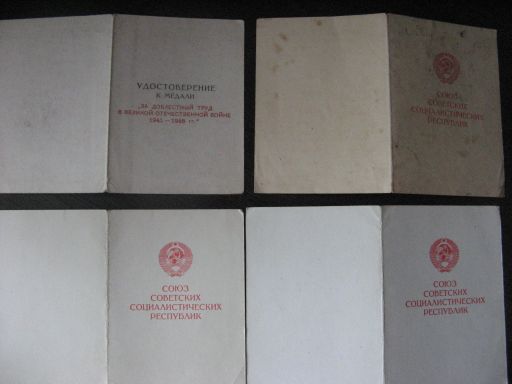 УДОСТОВЕРЕНИЕ
К МЕДАЛИ
„ЗА ДОБЛЕСТНЫЙ ТРУД
В ВЕЛИКОЙ ОТЕЧЕСТВЕННОЙ ВОЙНЕ
1941 — 1945 гг."
СОЮЗ
СОВЕТСКИХ
СОЦИАЛИСТИЧЕСКИХ
РЕСПУБЛИК
СОЮЗ
СОВЕТСКИХ
СОЦИАЛИСТИЧЕСКИХ
РЕСПУБЛИК
СОЮЗ
СОВЕТСКИХ
СОЦИАЛИСТИЧЕСКИХ
РЕСПУБЛИК